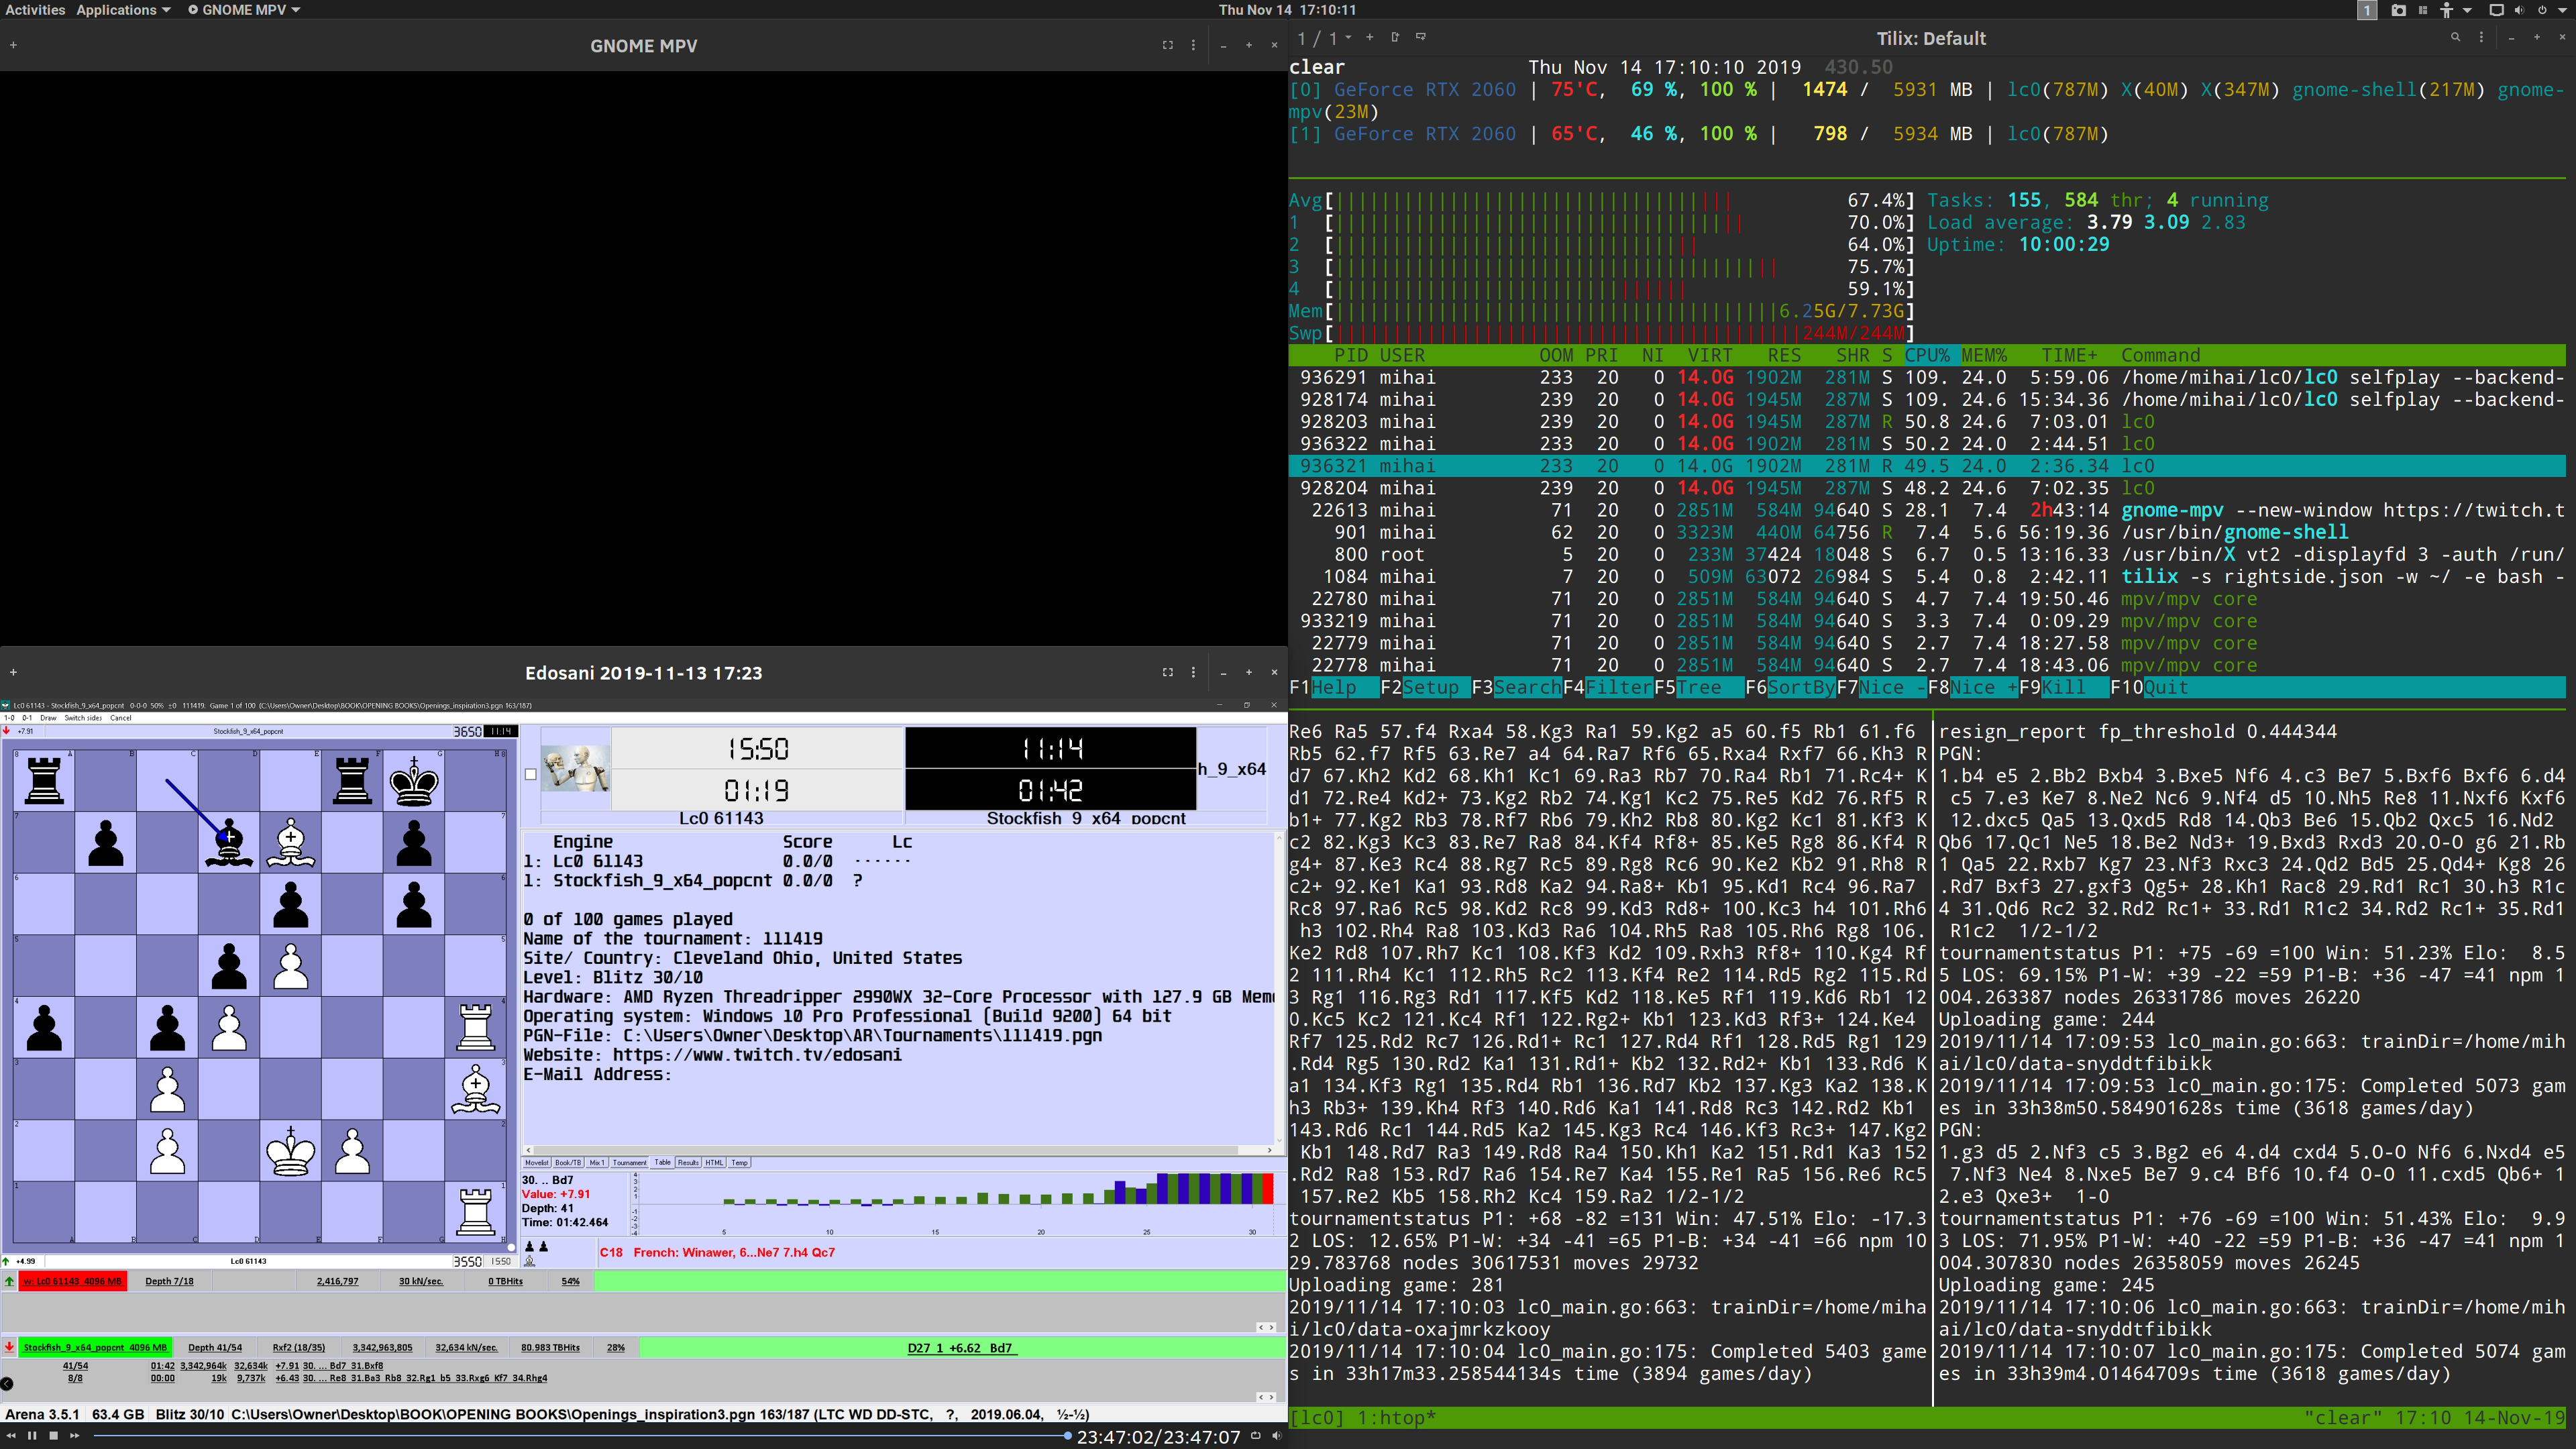 Activities Applications GNOME MPV Thu Nov 14 17:10:11 1
GNOME MPV
1 / 1 Tilix: Default
clear Thu Nov 14 17:10:10 2019 430.50
[0] GeForce RTX 2060 | 75'C, 69 %, 100 % | 1474 / 5931 MB | lc0(787M) X(40M) X(347M) gnome-shell(217M) gnome-
mpv(23M)
[1] GeForce RTX 2060 | 65'C, 46 %, 100 % | 798 / 5934 MB | lc0(787M)
Avg[ 67.4%] Tasks: 155, 584 thr; 4 running
1 [ 70.0%] Load average: 3.79 3.09 2.83
2 [ 64.0%] Uptime: 10:00:29
3 [ 75.7%]
4 [ 59.1%]
Mem[ 6.25G/7.73G]
Swp[ 244M/244M]
PID USER OOM PRI NI VIRT RES SHR S CPU% MEM% TIME+ Command
936291 mihai 233 20 0 14.0G 1902M 281M S 109. 24.0 5:59.06 /home/mihai/lc0/lc0 selfplay --backend-
928174 mihai 239 20 0 14.0G 1945M 287M S 109. 24.6 15:34.36 /home/mihai/lc0/lc0 selfplay --backend-
928203 mihai 239 20 0 14.0G 1945M 287M R 50.8 24.6 7:03.01 lc0
936322 mihai 233 20 0 14.0G 1902M 281M S 50.2 24.0 2:44.51 lc0
936321 mihai 233 20 0 14.0G 1902M 281M R 49.5 24.0 2:36.34 lc0
928204 mihai 239 20 0 14.0G 1945M 287M S 48.2 24.6 7:02.35 lc0
22613 mihai 71 20 0 2851M 584M 94640 S 28.1 7.4 2h43:14 gnome-mpv --new-window https://twitch.t
901 mihai 62 20 0 3323M 440M 64756 R 7.4 5.6 56:19.36 /usr/bin/gnome-shell
800 root 5 20 0 233M 37424 18048 S 6.7 0.5 13:16.33 /usr/bin/X vt2 -displayfd 3 -auth /run/
1084 mihai 7 20 0 509M 63072 26984 S 5.4 0.8 2:42.11 tilix -s rightside.json -w ~/ -e bash -
22780 mihai 71 20 0 2851M 584M 94640 S 4.7 7.4 19:50.46 mpv/mpv core
933219 mihai 71 20 0 2851M 584M 94640 S 3.3 7.4 0:09.29 mpv/mpv core
22779 mihai 71 20 0 2851M 584M 94640 S 2.7 7.4 18:27.58 mpv/mpv core
22778 mihai 71 20 0 2851M 584M 94640 S 2.7 7.4 18:43.06 mpv/mpv core
F1Help F2Setup F3SearchF4FilterF5Tree F6SortByF7Nice -F8Nice +F9Kill F10Quit
Re6 Ra5 57.f4 Rxa4 58.Kg3 Ra1 59.Kg2 a5 60.f5 Rb1 61.f6
Rb5 62.f7 Rf5 63.Re7 a4 64.Ra7 Rf6 65.Rxa4 Rxf7 66.Kh3 R
d7 67.Kh2 Kd2 68.Kh1 Kc1 69.Ra3 Rb7 70.Ra4 Rb1 71.Rc4+ K
d1 72.Re4 Kd2+ 73.Kg2 Rb2 74.Kg1 Kc2 75.Re5 Kd2 76.Rf5 R
b1+ 77.Kg2 Rb3 78.Rf7 Rb6 79.Kh2 Rb8 80.Kg2 Kc1 81.Kf3 K
c2 82.Kg3 Kc3 83.Re7 Ra8 84.Kf4 Rf8+ 85.Ke5 Rg8 86.Kf4 R
g4+ 87.Ke3 Rc4 88.Rg7 Rc5 89.Rg8 Rc6 90.Ke2 Kb2 91.Rh8 R
c2+ 92.Ke1 Ka1 93.Rd8 Ka2 94.Ra8+ Kb1 95.Kd1 Rc4 96.Ra7
Rc8 97.Ra6 Rc5 98.Kd2 Rc8 99.Kd3 Rd8+ 100.Kc3 h4 101.Rh6
h3 102.Rh4 Ra8 103.Kd3 Ra6 104.Rh5 Ra8 105.Rh6 Rg8 106.
Ke2 Rd8 107.Rh7 Kc1 108.Kf3 Kd2 109.Rxh3 Rf8+ 110.Kg4 Rf
2 111.Rh4 Kc1 112.Rh5 Rc2 113.Kf4 Re2 114.Rd5 Rg2 115.Rd
3 Rg1 116.Rg3 Rd1 117.Kf5 Kd2 118.Ke5 Rf1 119.Kd6 Rb1 12
0.Kc5 Kc2 121.Kc4 Rf1 122.Rg2+ Kb1 123.Kd3 Rf3+ 124.Ke4
Rf7 125.Rd2 Rc7 126.Rd1+ Rc1 127.Rd4 Rf1 128.Rd5 Rg1 129
.Rd4 Rg5 130.Rd2 Ka1 131.Rd1+ Kb2 132.Rd2+ Kb1 133.Rd6 K
a1 134.Kf3 Rg1 135.Rd4 Rb1 136.Rd7 Kb2 137.Kg3 Ka2 138.K
h3 Rb3+ 139.Kh4 Rf3 140.Rd6 Ka1 141.Rd8 Rc3 142.Rd2 Kb1
143.Rd6 Rc1 144.Rd5 Ka2 145.Kg3 Rc4 146.Kf3 Rc3+ 147.Kg2
Kb1 148.Rd7 Ra3 149.Rd8 Ra4 150.Kh1 Ka2 151.Rd1 Ka3 152
.Rd2 Ra8 153.Rd7 Ra6 154.Re7 Ka4 155.Re1 Ra5 156.Re6 Rc5
157.Re2 Kb5 158.Rh2 Kc4 159.Ra2 1/2-1/2
tournamentstatus P1: +68 -82 =131 Win: 47.51% Elo: -17.3
2 LOS: 12.65% P1-W: +34 -41 =65 P1-B: +34 -41 =66 npm 10
29.783768 nodes 30617531 moves 29732
Uploading game: 281
2019/11/14 17:10:03 lc0_main.go:663: trainDir=/home/miha
i/lc0/data-oxajmrkzkooy
2019/11/14 17:10:04 lc0_main.go:175: Completed 5403 game
s in 33h17m33.258544134s time (3894 games/day)
resign_report fp_threshold 0.444344
PGN:
1.b4 e5 2.Bb2 Bxb4 3.Bxe5 Nf6 4.c3 Be7 5.Bxf6 Bxf6 6.d4
c5 7.e3 Ke7 8.Ne2 Nc6 9.Nf4 d5 10.Nh5 Re8 11.Nxf6 Kxf6
12.dxc5 Qa5 13.Qxd5 Rd8 14.Qb3 Be6 15.Qb2 Qxc5 16.Nd2
Qb6 17.Qc1 Ne5 18.Be2 Nd3+ 19.Bxd3 Rxd3 20.O-O g6 21.Rb
1 Qa5 22.Rxb7 Kg7 23.Nf3 Rxc3 24.Qd2 Bd5 25.Qd4+ Kg8 26
.Rd7 Bxf3 27.gxf3 Qg5+ 28.Kh1 Rac8 29.Rd1 Rc1 30.h3 R1c
4 31.Qd6 Rc2 32.Rd2 Rc1+ 33.Rd1 R1c2 34.Rd2 Rc1+ 35.Rd1
R1c2 1/2-1/2
tournamentstatus P1: +75 -69 =100 Win: 51.23% Elo: 8.5
5 LOS: 69.15% P1-W: +39 -22 =59 P1-B: +36 -47 =41 npm 1
004.263387 nodes 26331786 moves 26220
Uploading game: 244
2019/11/14 17:09:53 lc0_main.go:663: trainDir=/home/mih
ai/lc0/data-snyddtfibikk
2019/11/14 17:09:53 lc0_main.go:175: Completed 5073 gam
es in 33h38m50.584901628s time (3618 games/day)
PGN:
1.g3 d5 2.Nf3 c5 3.Bg2 e6 4.d4 cxd4 5.O-O Nf6 6.Nxd4 e5
7.Nf3 Ne4 8.Nxe5 Be7 9.c4 Bf6 10.f4 O-O 11.cxd5 Qb6+ 1
2.e3 Qxe3+ 1-0
tournamentstatus P1: +76 -69 =100 Win: 51.43% Elo: 9.9
3 LOS: 71.95% P1-W: +40 -22 =59 P1-B: +36 -47 =41 npm 1
004.307830 nodes 26358059 moves 26245
Uploading game: 245
2019/11/14 17:10:06 lc0_main.go:663: trainDir=/home/mih
ai/lc0/data-snyddtfibikk
2019/11/14 17:10:07 lc0_main.go:175: Completed 5074 gam
es in 33h39m4.01464709s time (3618 games/day)
[lc0] 1:htop* "clear" 17:10 14-Nov-19
Edosani 2019-11-13 17:23
Lc0 61143 - Stockfish_9_x64_popcnt 0-0-0 50% ±0 111419: Game 1 of 100 (C:\Users\Owner\Desktop\BOOK\OPENING BOOKS\Openings_inspiration3.pgn 163/187)
1-0 0-1 Draw Switch sides Cancel
+7.91 Stockfish_9_x64_popcnt 3650 11:14
15:50 11:14 h_9_x64
01:19 01:42
Lc0 61143 Stockfish_9_x64_popcnt
Engine Score Lc
1: Lc0 61143 0.0/0 ······
1: Stockfish_9_x64_popcnt 0.0/0 ?
0 of 100 games played
Name of the tournament: 111419
Site/ Country: Cleveland Ohio, United States
Level: Blitz 30/10
Hardware: AMD Ryzen Threadripper 2990WX 32-Core Processor with 127.9 GB Mem
Operating system: Windows 10 Pro Professional (Build 9200) 64 bit
PGN-File: C:\Users\Owner\Desktop\AR\Tournaments\111419.pgn
Website: https://www.twitch.tv/edosani
E-Mail Address:
Movelist Book/TB Mix 1 Tournament Table Results HTML Temp
30. .. Bd7
Value: +7.91
Depth: 41
Time: 01:42.464
5 10 15 20 25 30
C18 French: Winawer, 6...Ne7 7.h4 Qc7
+4.99 Lc0 61143 3550 15:50
w: Lc0 61143 4096 MB Depth 7/18 2,416,797 30 kN/sec. 0 TBHits 54%
Stockfish_9_x64_popcnt 4096 MB Depth 41/54 Rxf2 (18/35) 3,342,963,805 32,634 kN/sec. 80.983 TBHits 28% D27 1 +6.62 Bd7
41/54 01:42 3,342,964k 32,634k +7.91 30. ... Bd7 31.Bxf8
8/8 00:00 19k 9,737k +6.43 30. ... Re8 31.Ba3 Rb8 32.Rg1 b5 33.Rxg6 Kf7 34.Rhg4
Arena 3.5.1 63.4 GB Blitz 30/10 C:\Users\Owner\Desktop\BOOK\OPENING BOOKS\Openings_inspiration3.pgn 163/187 (LTC WD DD-STC, ?, 2019.06.04, ½-½)
23:47:02/23:47:07